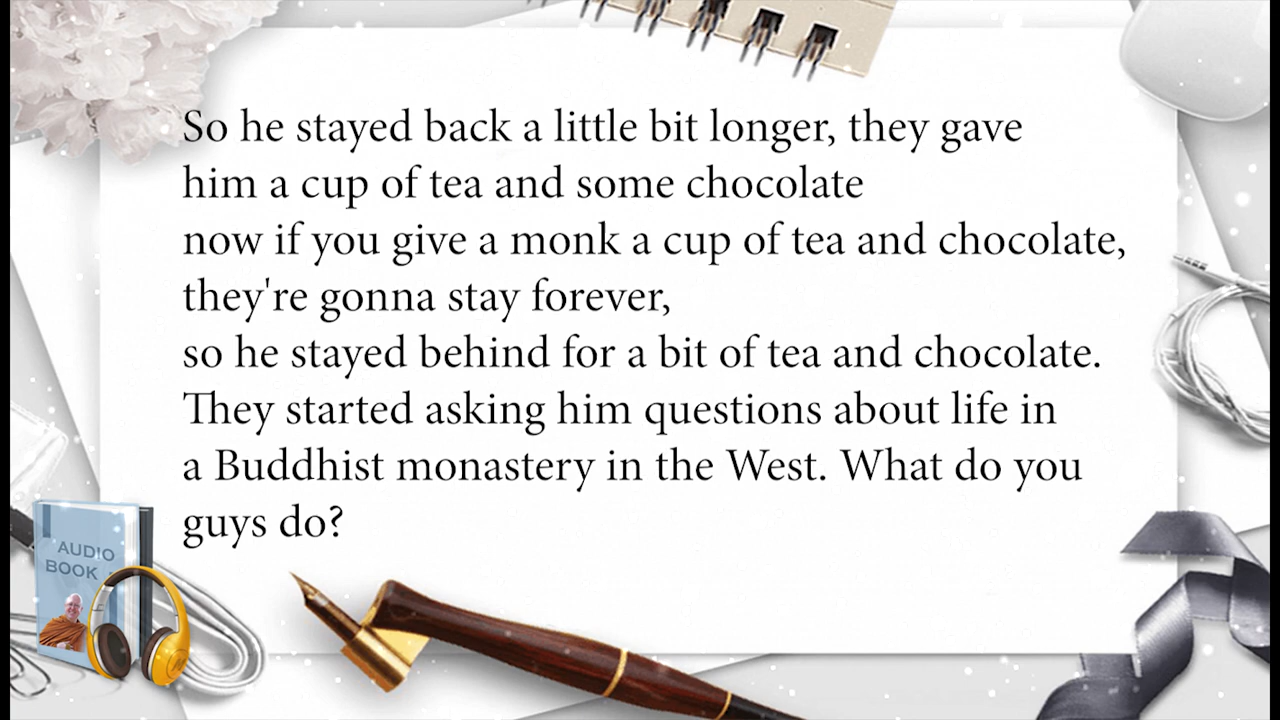 So he stayed back a little bit longer, they gave
him a cup of tea and some chocolate
now if you give a monk a cup of tea and chocolate,
they're gonna stay forever,
so he stayed behind for a bit of tea and chocolate.
They started asking him questions about life in
a Buddhist monastery in the West. What do you
guys do?
AUDIO
BOOK